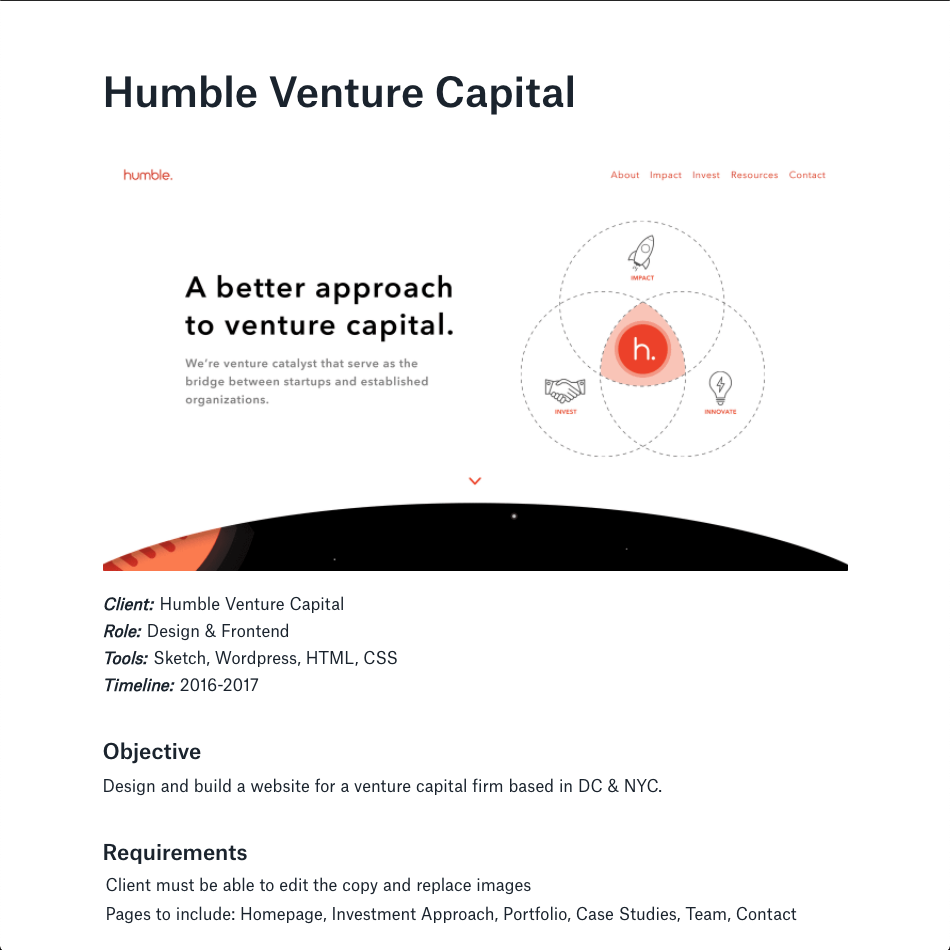 Humble Venture Capital
humble.
About Impact Invest Resources Contact
A better approach
to venture capital.
We're venture catalyst that serve as the
bridge between startups and established
organizations.
IMPACT
h.
INVEST
INNOVATE
Client: Humble Venture Capital
Role: Design & Frontend
Tools: Sketch, Wordpress, HTML, CSS
Timeline: 2016-2017
Objective
Design and build a website for a venture capital firm based in DC & NYC.
Requirements
Client must be able to edit the copy and replace images
Pages to include: Homepage, Investment Approach, Portfolio, Case Studies, Team, Contact